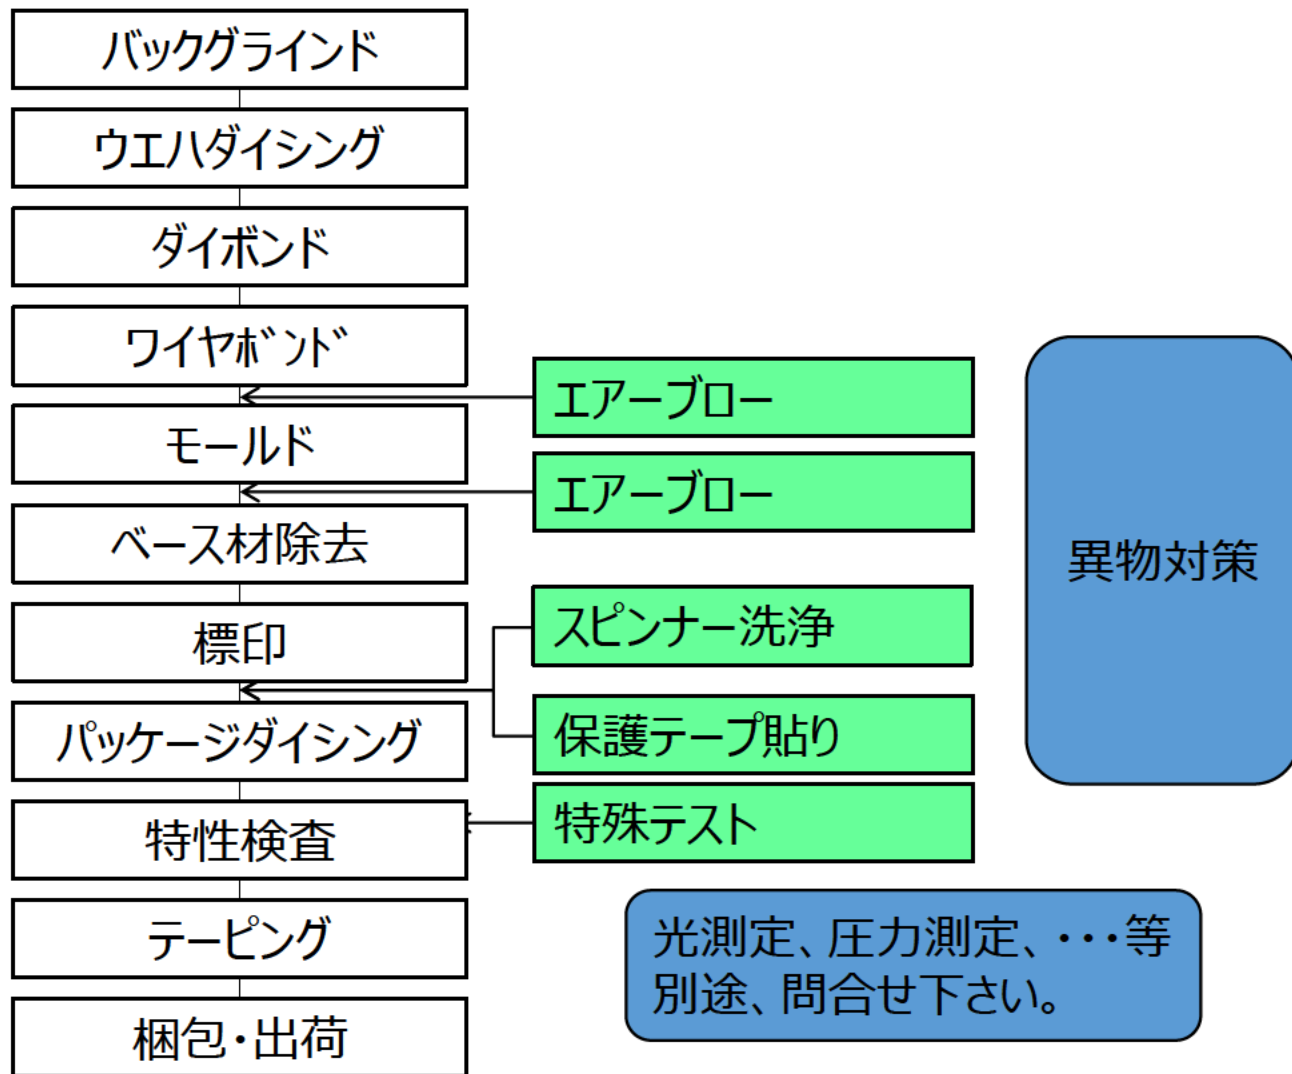 バックグラインド
ウエハダイシング
ダイボンド
ワイヤﾎﾞﾝﾄﾞ
エアーブロー
モールド
エアーブロー
ベース材除去
異物対策
スピンナー洗浄
標印
保護テープ貼り
パッケージダイシング
特殊テスト
特性検査
テーピング
光測定、圧力測定、・・・等
別途、問合せ下さい。
梱包・出荷